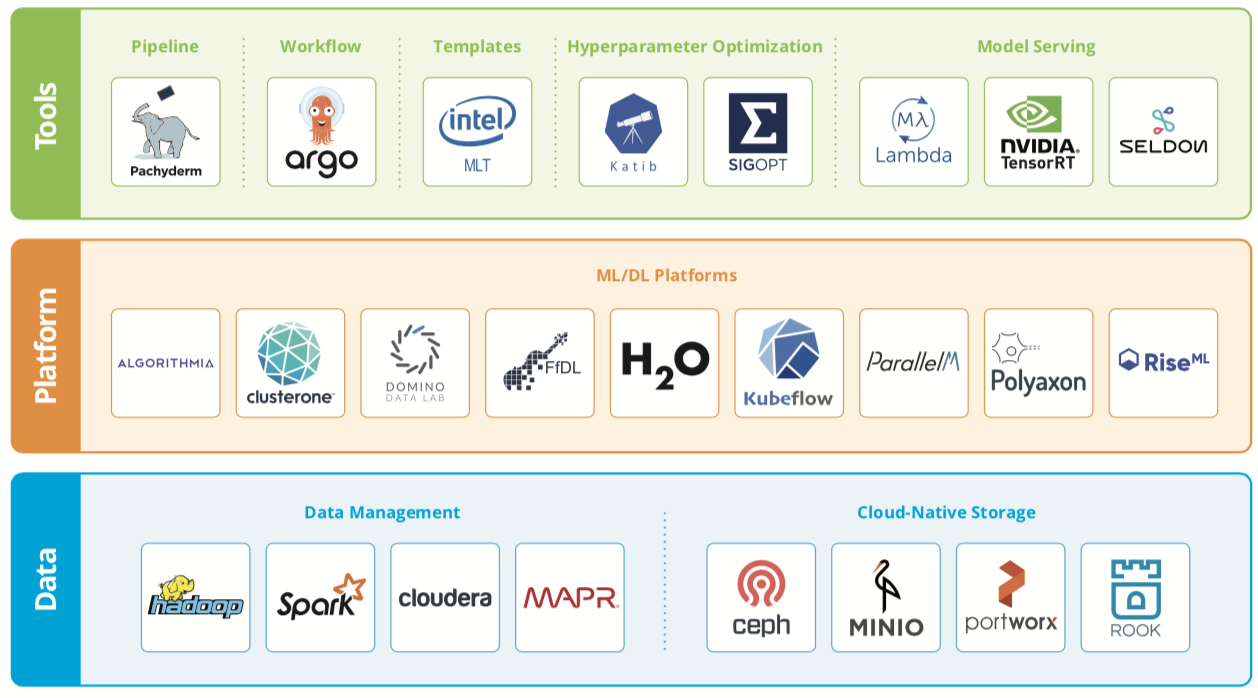 Tools
Pipeline
Workflow
Templates
Hyperparameter Optimization
Model Serving
Pachyderm
argo
intel
MLT
Katib
SIGOPT
Mλ
Lambda
NVIDIA.
TensorRT
SELDON
Platform
ML/DL Platforms
ALGORITHMIA
clusterone
DOMINO
DATA LAB
FfDL
H2O
Kubeflow
ParallelM
Polyaxon
RiseML
Data
Data Management
Cloud-Native Storage
hadoop
Spark
cloudera
MAPR
ceph
MINIO
portworx
ROOK